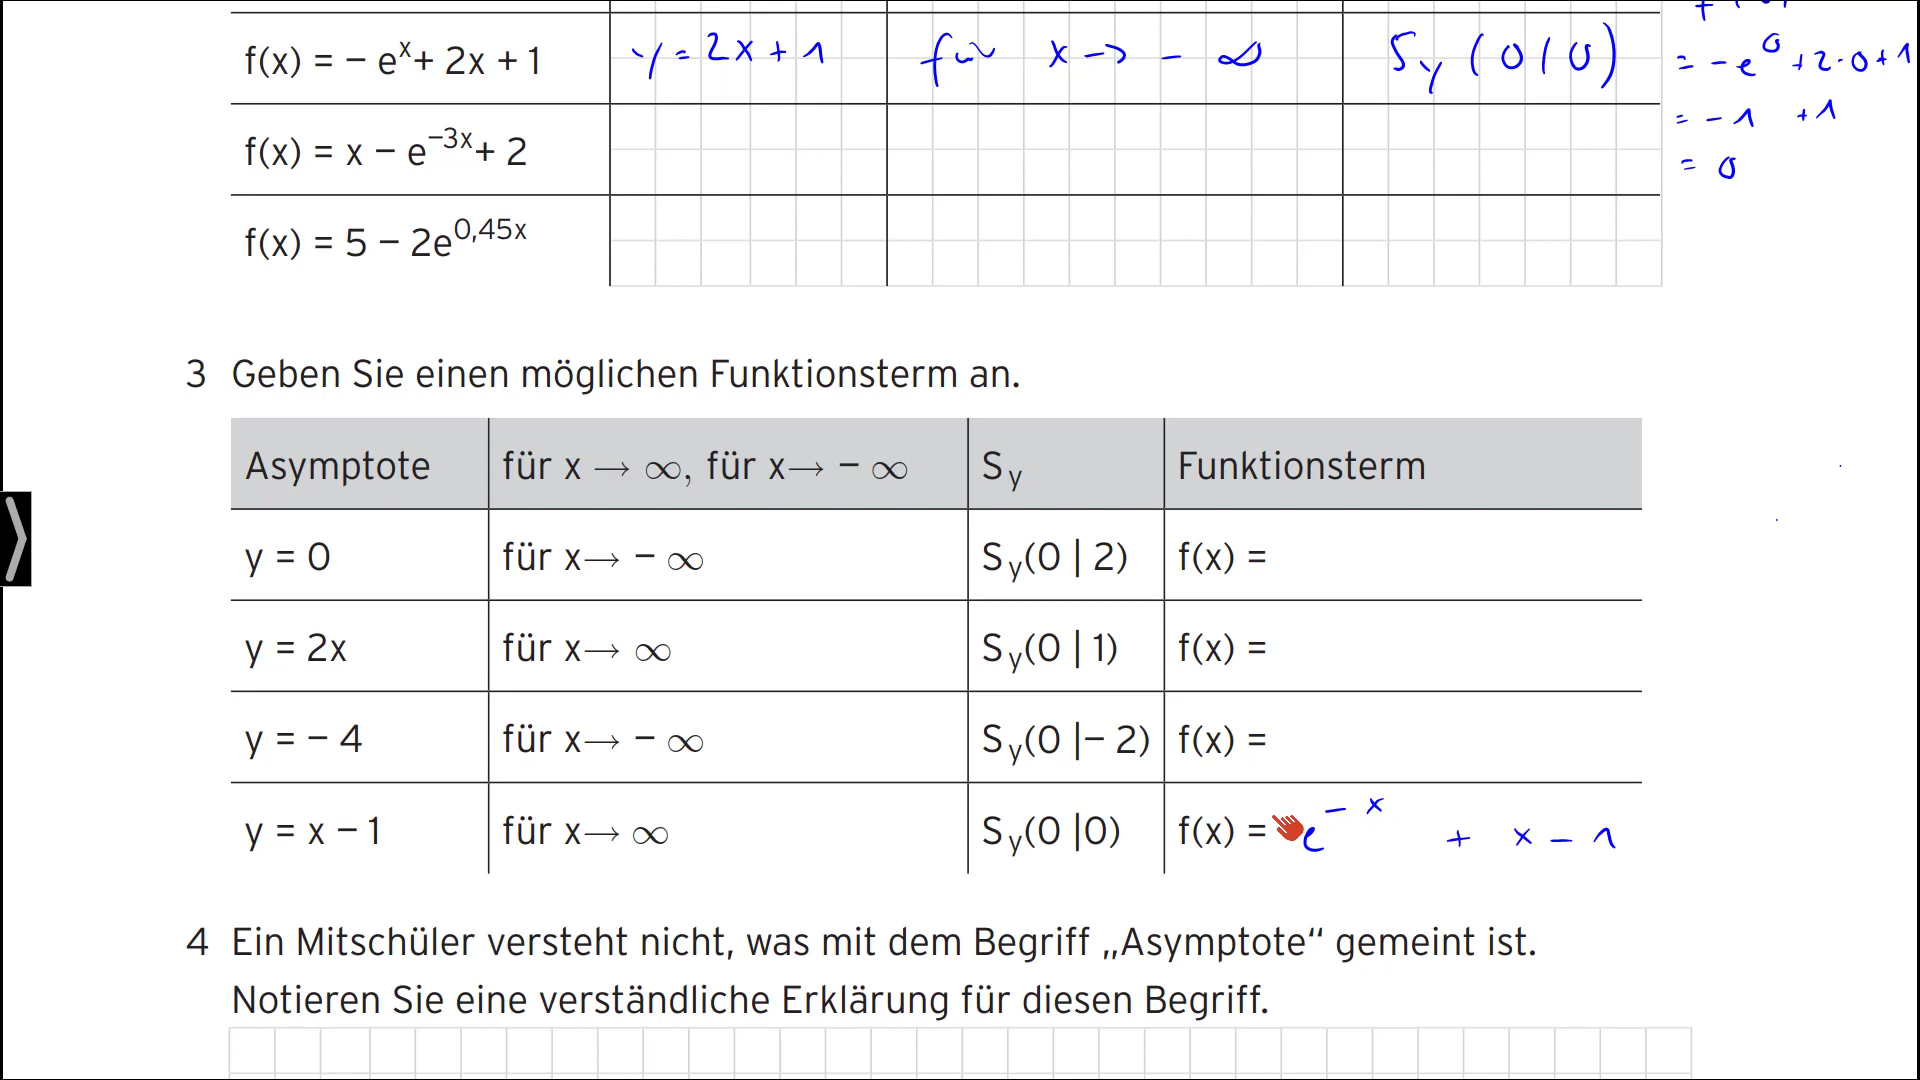 f(x) = − eˣ + 2x + 1 y = 2x + 1 für x → − ∞ Sy (0 | 0) = − e⁰ + 2 · 0 + 1
= − 1 + 1
f(x) = x − e⁻³ˣ + 2 = 0
f(x) = 5 − 2e^0,45x
3 Geben Sie einen möglichen Funktionsterm an.
Asymptote für x → ∞, für x → − ∞ Sy Funktionsterm
y = 0 für x → − ∞ Sy(0 | 2) f(x) =
y = 2x für x → ∞ Sy(0 | 1) f(x) =
y = − 4 für x → − ∞ Sy(0 |− 2) f(x) =
y = x − 1 für x → ∞ Sy(0 |0) f(x) = e⁻ˣ + x − 1
4 Ein Mitschüler versteht nicht, was mit dem Begriff „Asymptote“ gemeint ist.
Notieren Sie eine verständliche Erklärung für diesen Begriff.